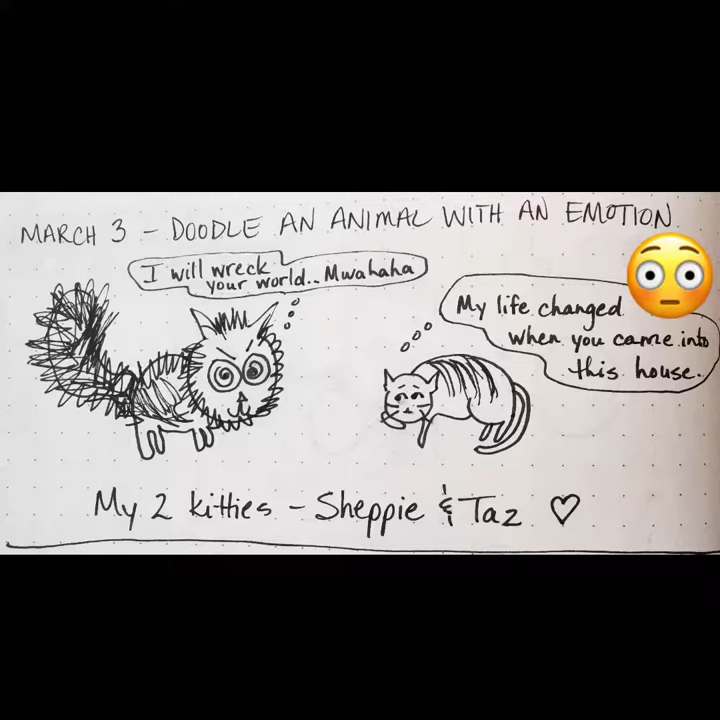 MARCH 3 – DOODLE AN ANIMAL WITH AN EMOTION
I will wreck
your world.. Mwahaha
My life changed
when you came into
this house.
My 2 kitties – Sheppie & Taz ♡